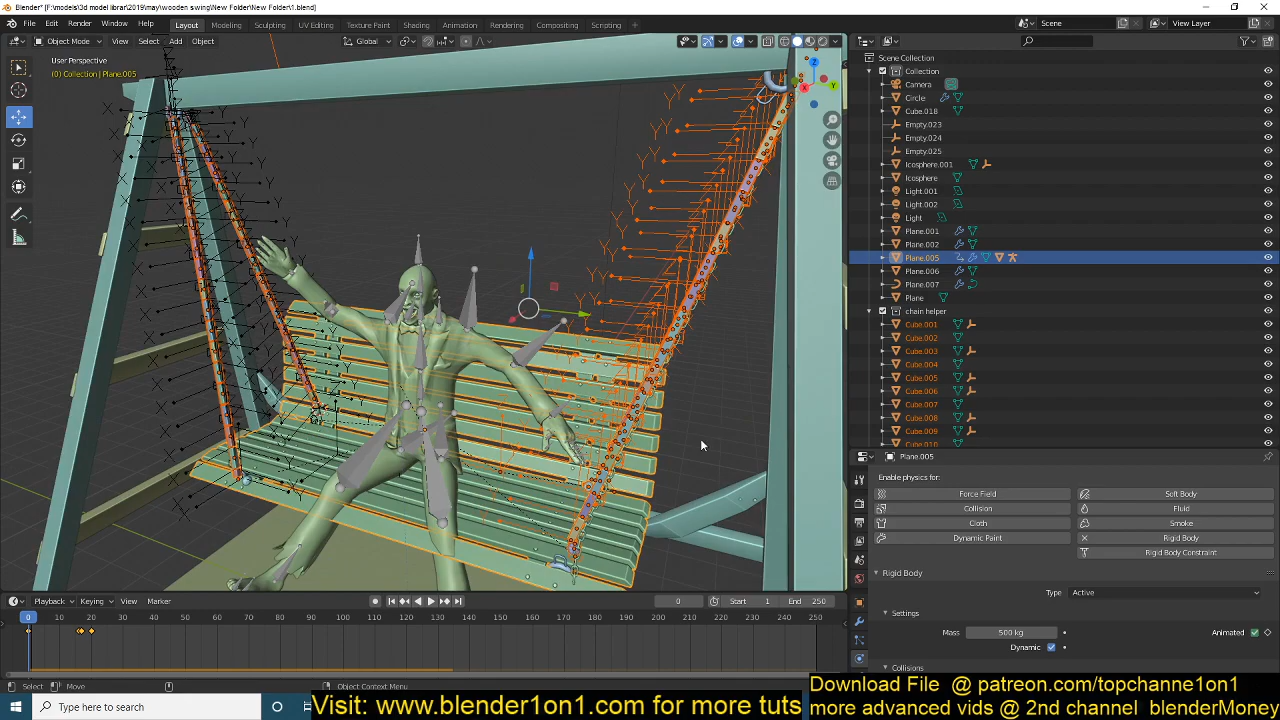 Blender* [F:\models\3d model librar\2019\may\wooden swing\New Folder\New Folder\1.blend]
File Edit Render Window Help Layout Modeling Sculpting UV Editing Texture Paint Shading Animation Rendering Compositing Scripting Scene View Layer
Object Mode View Select Add Object Global
User Perspective
(0) Collection | Plane.005
Scene Collection
Collection
Camera
Circle
Cube.018
Empty.023
Empty.024
Empty.025
Icosphere.001
Icosphere
Light.001
Light.002
Light
Plane.001
Plane.002
Plane.005
Plane.006
Plane.007
Plane
chain helper
Cube.001
Cube.002
Cube.003
Cube.004
Cube.005
Cube.006
Cube.007
Cube.008
Cube.009
Cube.010
Plane.005
Enable physics for:
Force Field Soft Body
Collision Fluid
Cloth Smoke
Dynamic Paint Rigid Body
Rigid Body Constraint
Rigid Body
Type Active
Settings
Mass 500 kg Animated
Dynamic
Collisions
Playback Keying View Marker 0 Start 1 End 250
0 10 20 30 40 50 60 70 80 90 100 110 120 130 140 150 160 170 180 190 200 210 220 230 240 250
Select Move Object Context Menu
Type here to search
Visit: www.blender1on1.com for more tuts
Download File @ patreon.com/topchanne1on1
more advanced vids @ 2nd channel blenderMoney